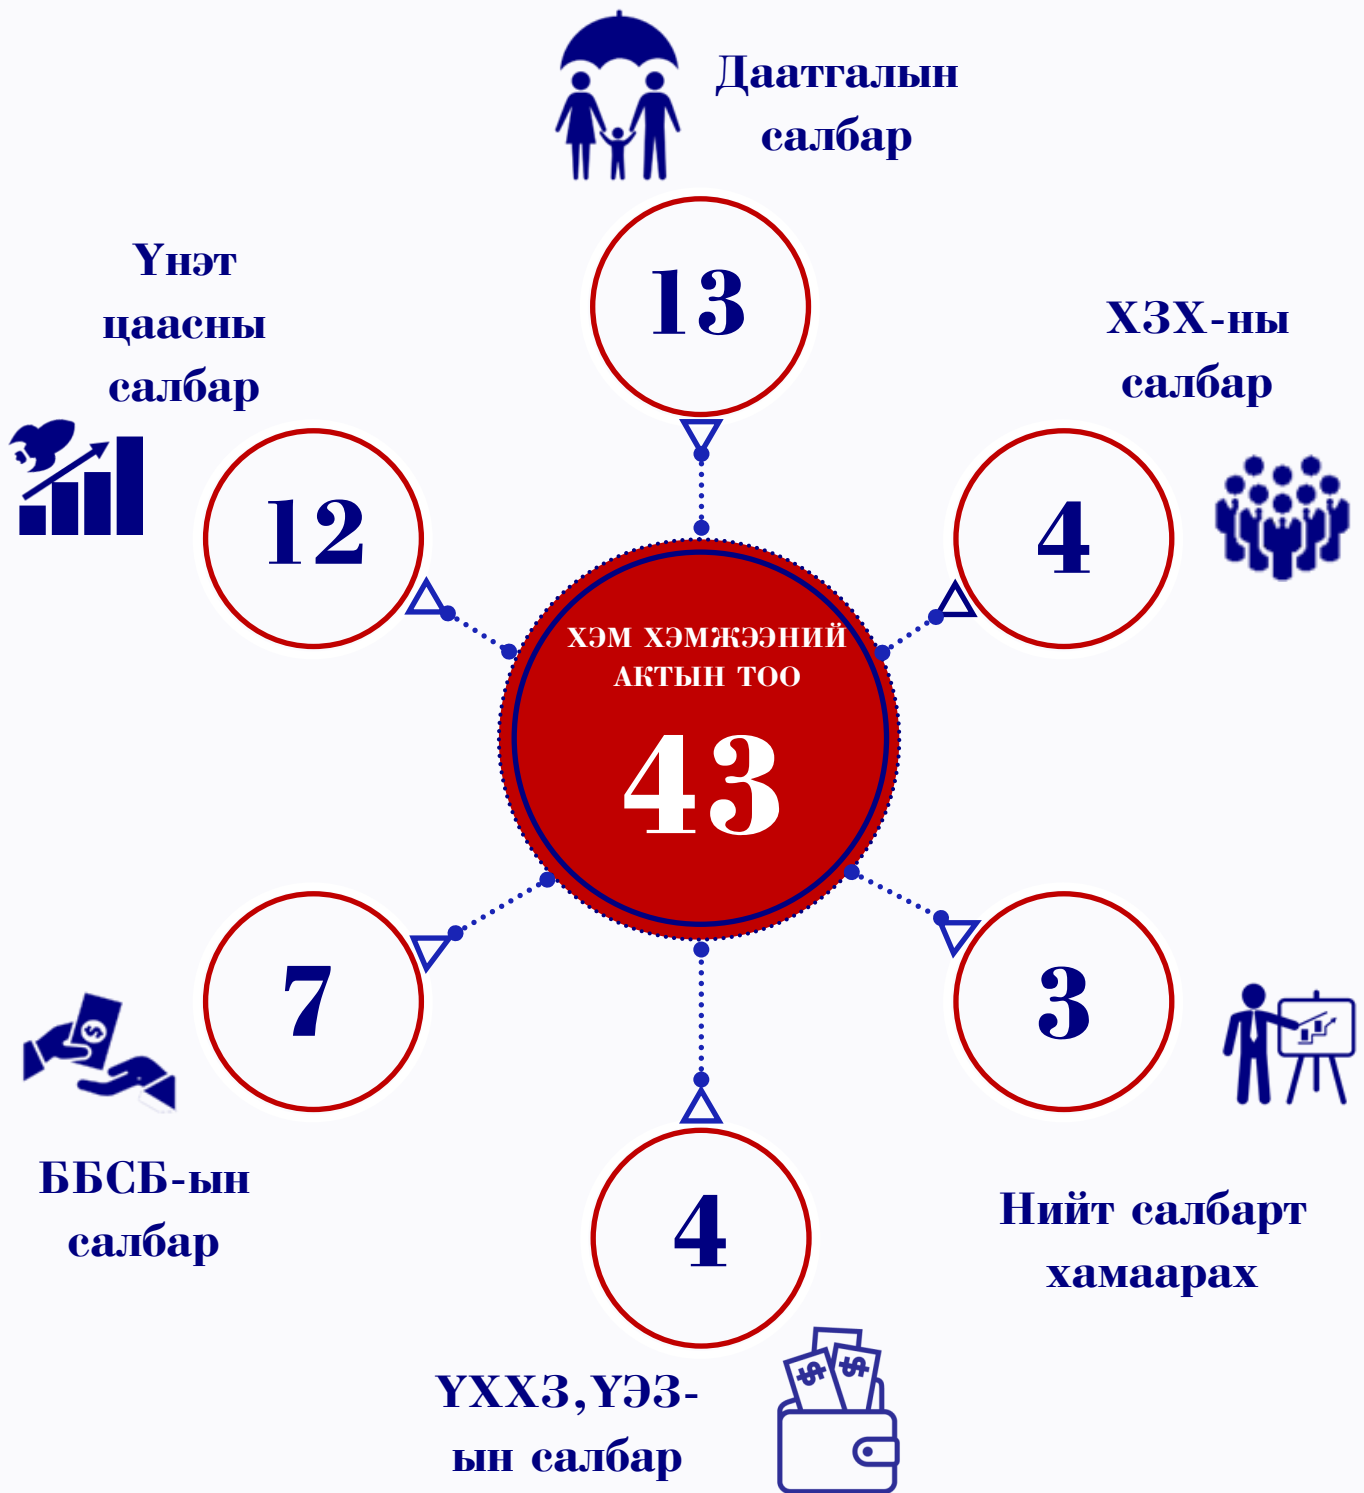 Даатгалын
салбар
13
Үнэт
цаасны
салбар
12
ХЗХ-ны
салбар
4
ХЭМ ХЭМЖЭЭНИЙ
АКТЫН ТОО
43
7
ББСБ-ын
салбар
3
Нийт салбарт
хамаарах
4
ҮХХЗ,ҮЭЗ-
ын салбар